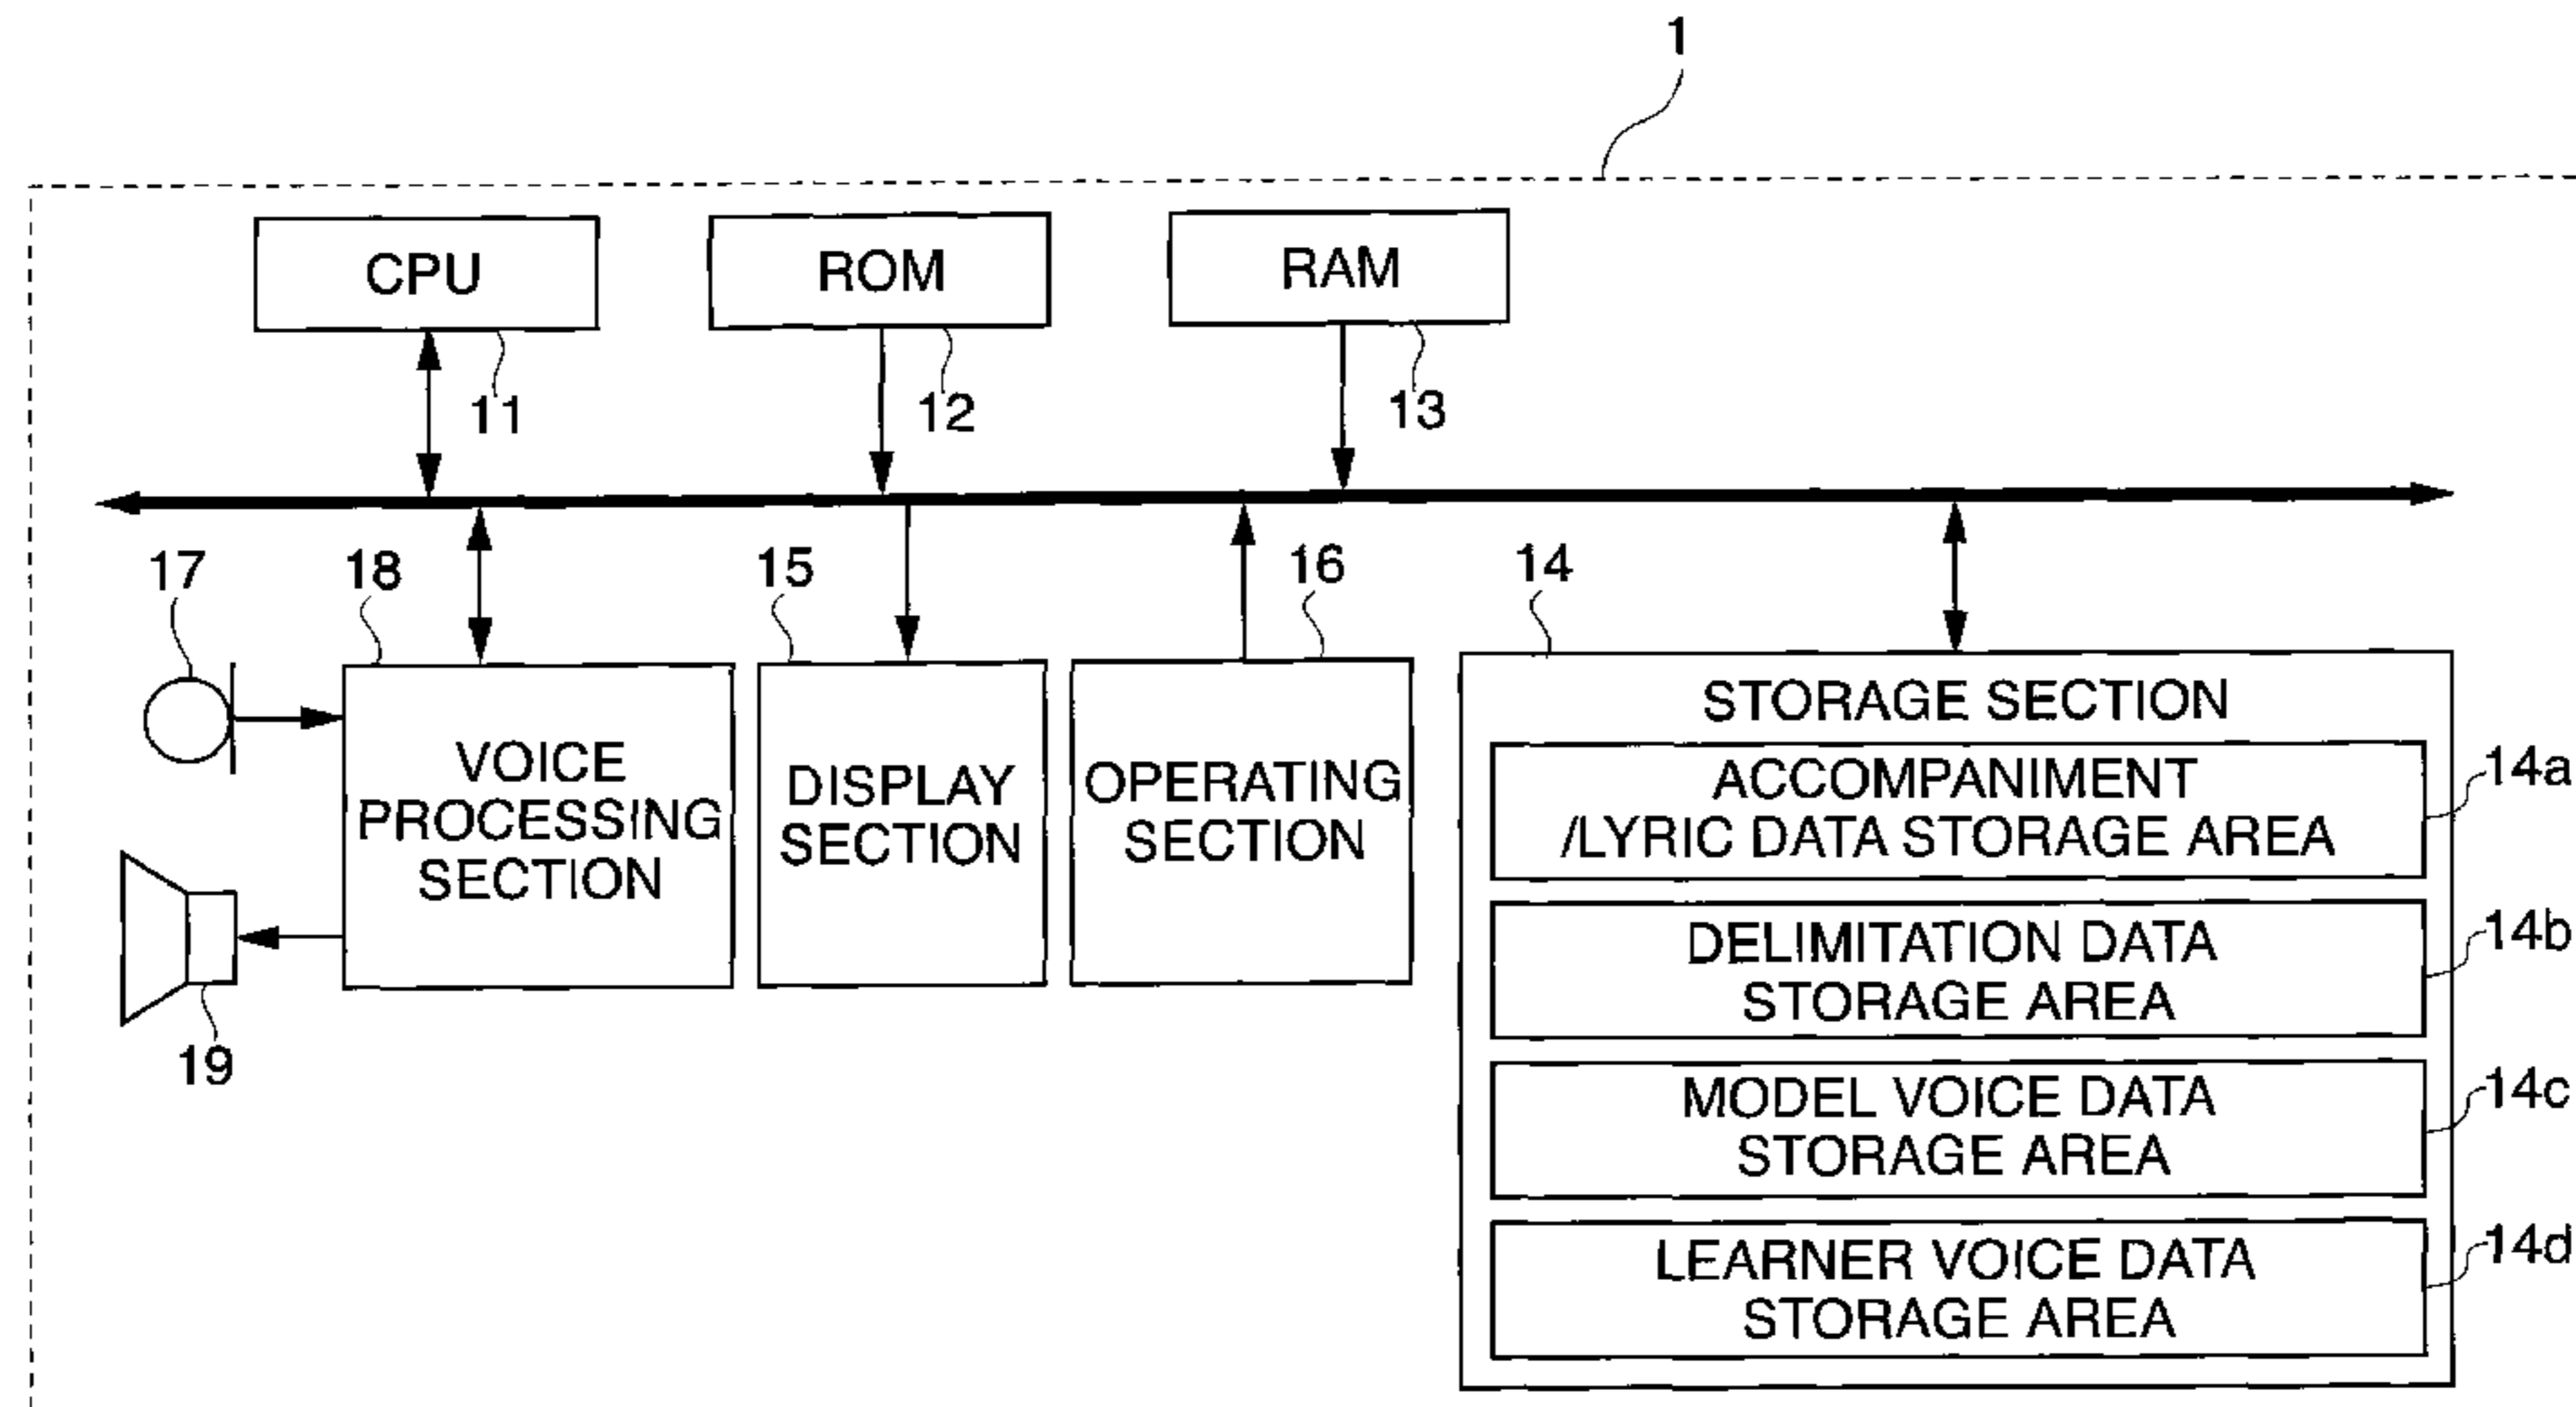 1
CPU
ROM
RAM
11
12
13
17
18
15
16
14
VOICE
PROCESSING
SECTION
DISPLAY
SECTION
OPERATING
SECTION
19
STORAGE SECTION
ACCOMPANIMENT
/LYRIC DATA STORAGE AREA
14a
DELIMITATION DATA
STORAGE AREA
14b
MODEL VOICE DATA
STORAGE AREA
14c
LEARNER VOICE DATA
STORAGE AREA
14d